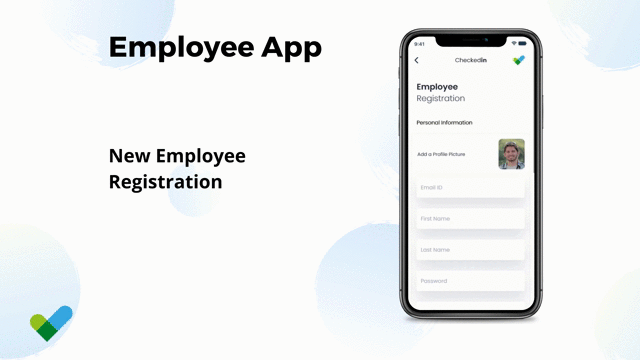 Employee App
New Employee
Registration
9:41
CheckedIn
Employee
Registration
Personal Information
Add a Profile Picture
Email ID
First Name
Last Name
Password